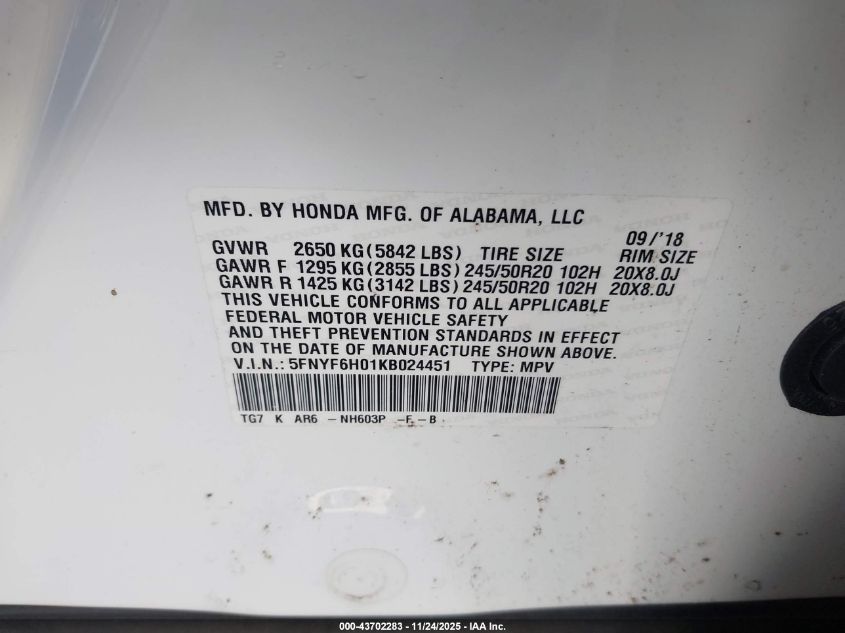 MFD. BY HONDA MFG. OF ALABAMA, LLC
09/'18
GVWR 2650 KG(5842 LBS) TIRE SIZE RIM SIZE
GAWR F 1295 KG(2855 LBS) 245/50R20 102H 20X8.0J
GAWR R 1425 KG(3142 LBS) 245/50R20 102H 20X8.0J
THIS VEHICLE CONFORMS TO ALL APPLICABLE
FEDERAL MOTOR VEHICLE SAFETY
AND THEFT PREVENTION STANDARDS IN EFFECT
ON THE DATE OF MANUFACTURE SHOWN ABOVE.
V.I.N.: 5FNYF6H01KB024451 TYPE: MPV
TG7 K AR6 - NH603P -F - B
000-43702283 - 11/24/2025 - IAA Inc.